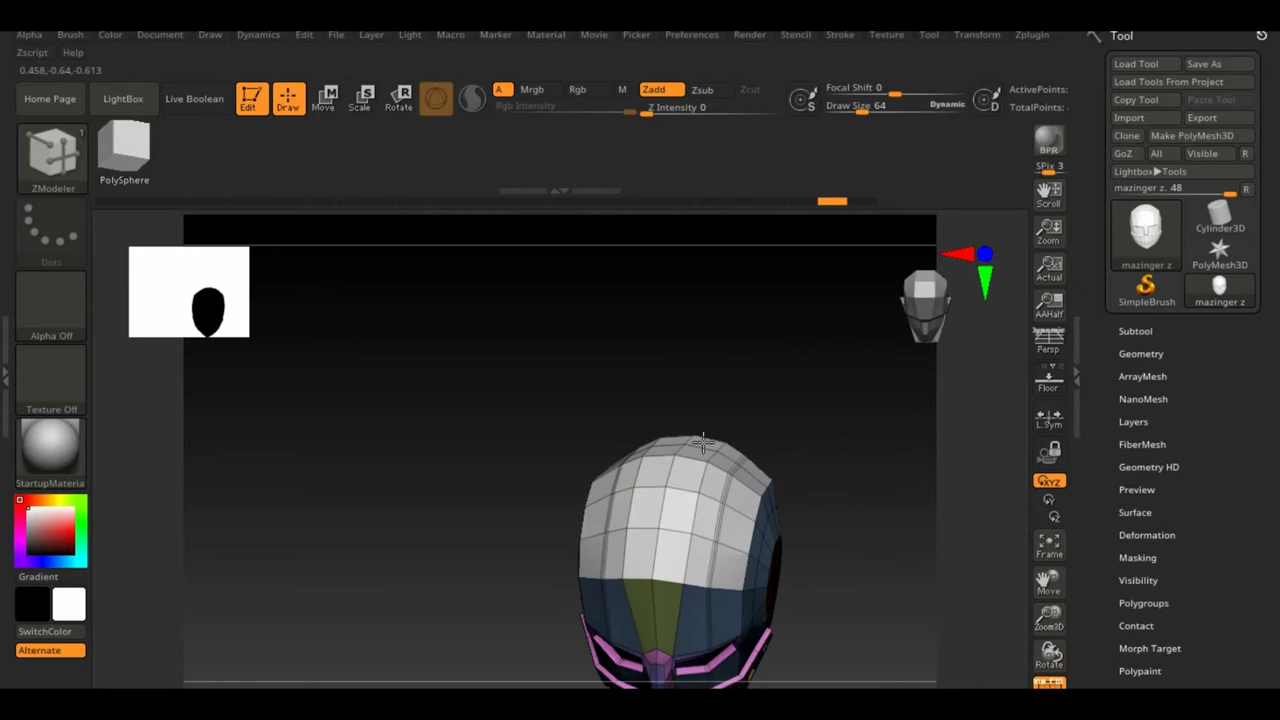 Alpha Brush Color Document Draw Dynamics Edit File Layer Light Macro Marker Material Movie Picker Preferences Render Stencil Stroke Texture Tool Transform Zplugin
Zscript Help
Tool
0.458,-0.64,-0.613
Load Tool Save As
Load Tools From Project
Copy Tool Paste Tool
Import Export
Clone Make PolyMesh3D
GoZ All Visible R
Lightbox▶Tools
mazinger z. 48 R
Home Page LightBox Live Boolean Edit Draw Move Scale Rotate
A Mrgb Rgb M Zadd Zsub Zcut
Rgb Intensity Z Intensity 0
Focal Shift 0
Draw Size 64 Dynamic
ActivePoints:
TotalPoints:
S D M S R
1
ZModeler PolySphere
Dots
Alpha Off
Texture Off
StartupMaterial
Gradient
SwitchColor
Alternate
BPR
SPix 3
Scroll
Zoom
Actual
AAHalf
Dynamic
Persp
Floor
L.Sym
XYZ
Y
Z
Frame
Move
Zoom3D
Rotate
mazinger z Cylinder3D
PolyMesh3D
SimpleBrush mazinger z
Subtool
Geometry
ArrayMesh
NanoMesh
Layers
FiberMesh
Geometry HD
Preview
Surface
Deformation
Masking
Visibility
Polygroups
Contact
Morph Target
Polypaint